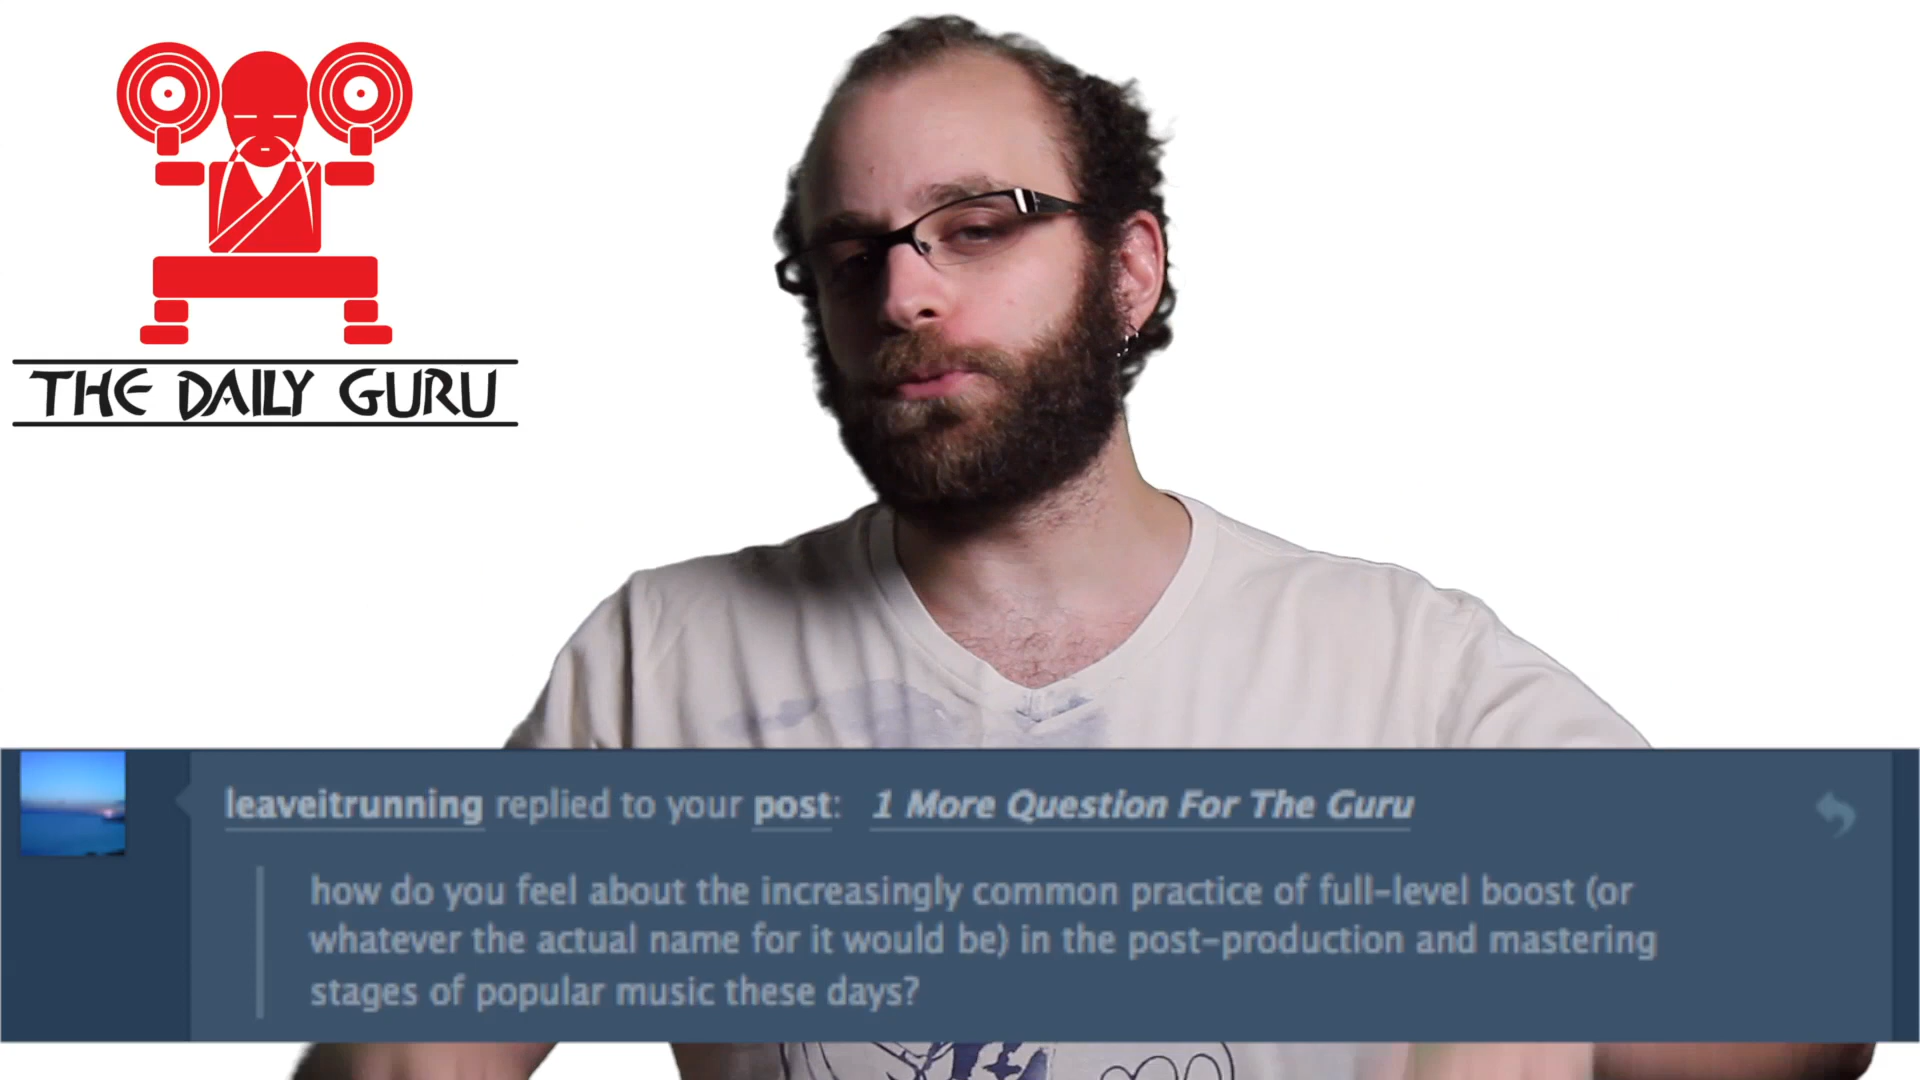 THE DAILY GURU
leaveitrunning replied to your post: 1 More Question For The Guru
how do you feel about the increasingly common practice of full-level boost (or
whatever the actual name for it would be) in the post-production and mastering
stages of popular music these days?